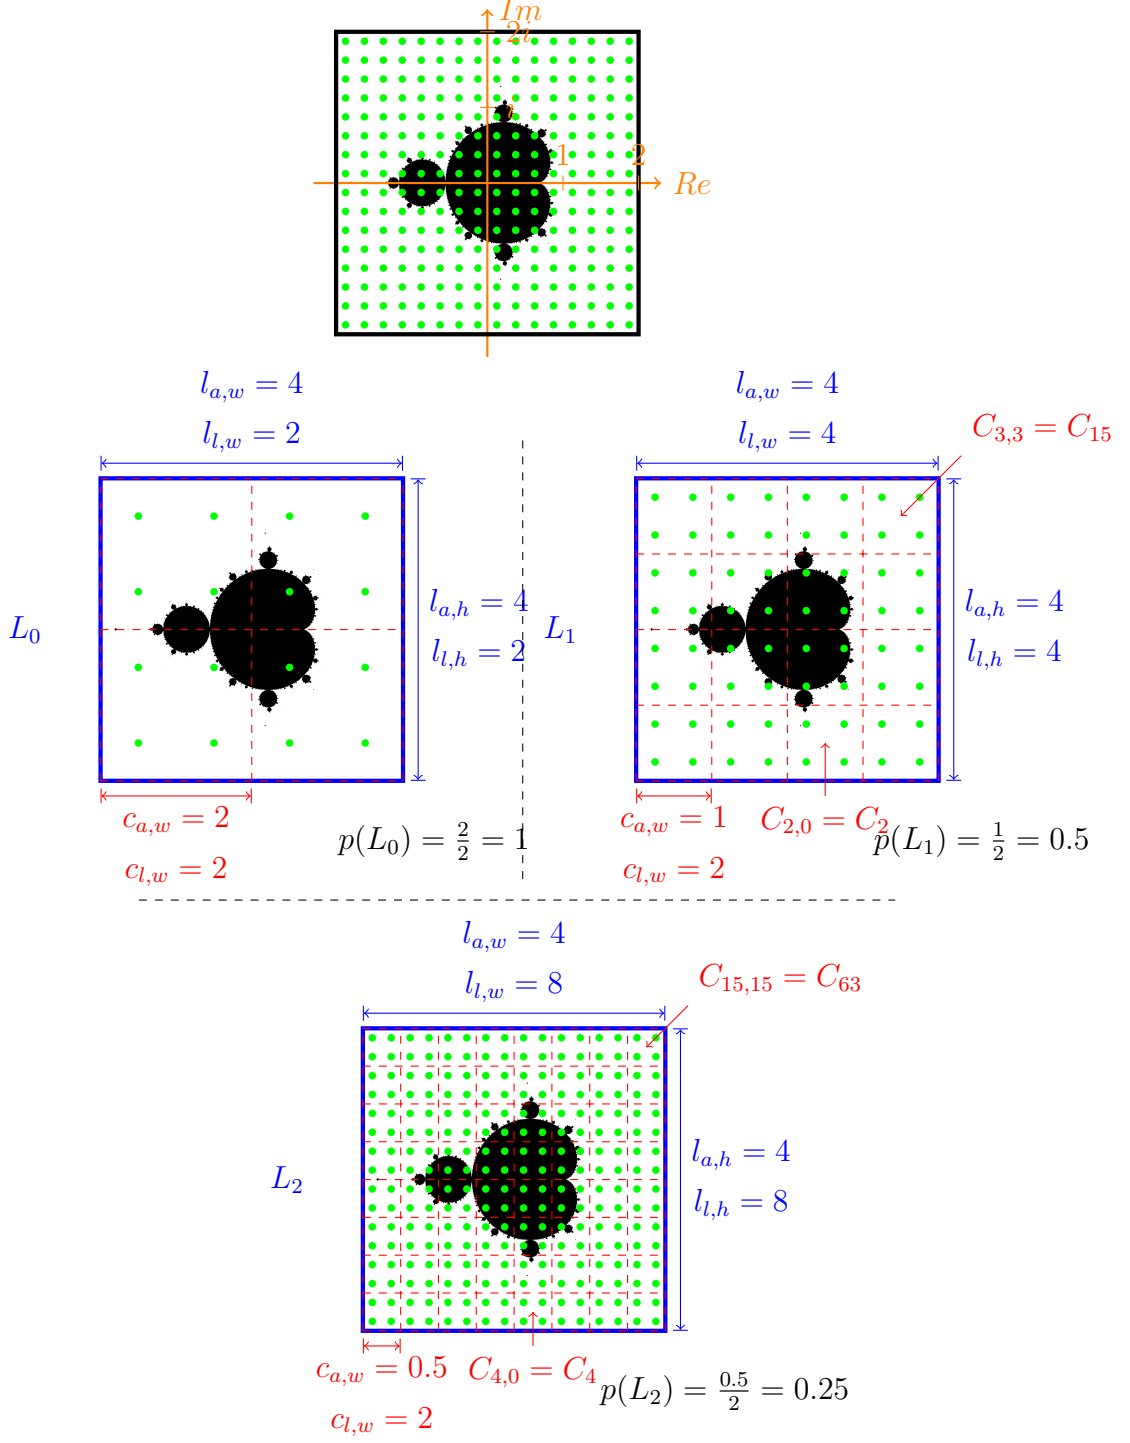 Im
2i
i
1
2
Re
l_{a,w} = 4
l_{l,w} = 2
L_0
l_{a,h} = 4
l_{l,h} = 2
c_{a,w} = 2
c_{l,w} = 2
p(L_0) = \frac{2}{2} = 1
l_{a,w} = 4
l_{l,w} = 4
C_{3,3} = C_{15}
L_1
l_{a,h} = 4
l_{l,h} = 4
c_{a,w} = 1
c_{l,w} = 2
C_{2,0} = C_2
p(L_1) = \frac{1}{2} = 0.5
l_{a,w} = 4
l_{l,w} = 8
C_{15,15} = C_{63}
L_2
l_{a,h} = 4
l_{l,h} = 8
c_{a,w} = 0.5
c_{l,w} = 2
C_{4,0} = C_4
p(L_2) = \frac{0.5}{2} = 0.25